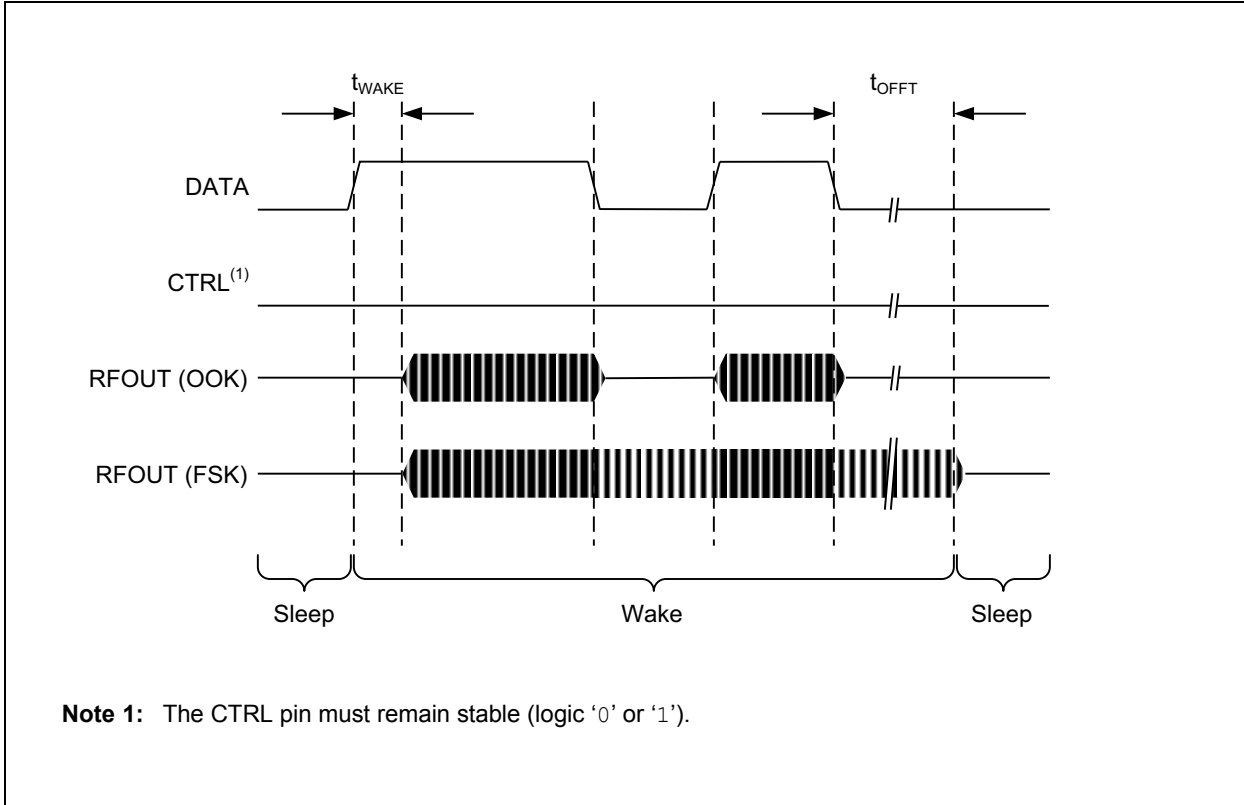 tWAKE
tOFFT
DATA
CTRL(1)
RFOUT (OOK)
RFOUT (FSK)
Sleep
Wake
Sleep
Note 1: The CTRL pin must remain stable (logic ‘0’ or ‘1’).